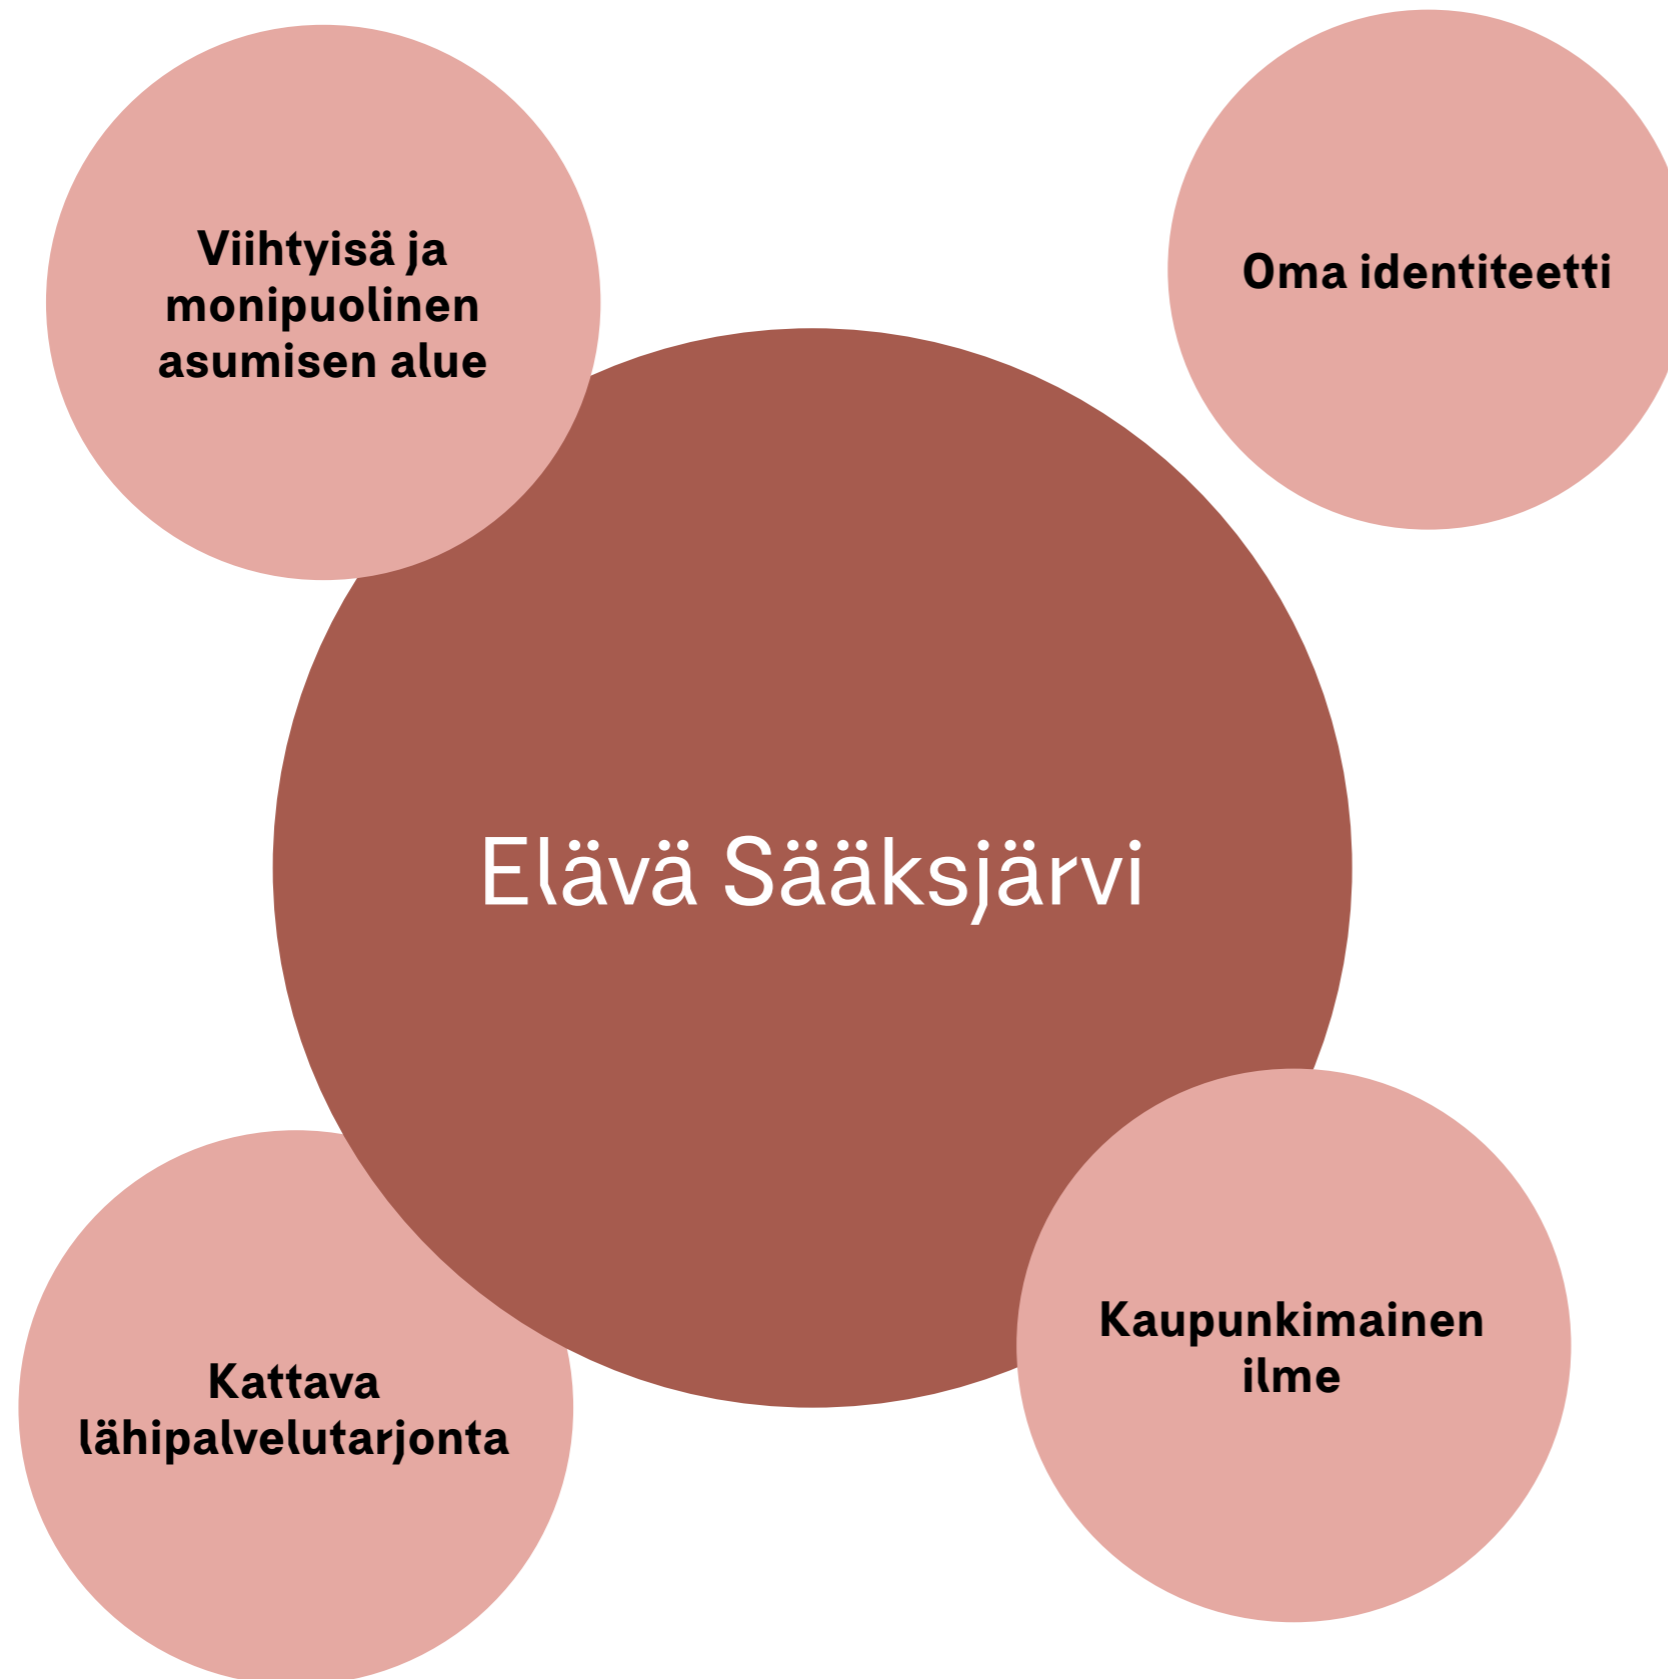 Viihtyisä ja
monipuolinen
asumisen alue
Oma identiteetti
Elävä Sääksjärvi
Kattava
lähipalvelutarjonta
Kaupunkimainen
ilme